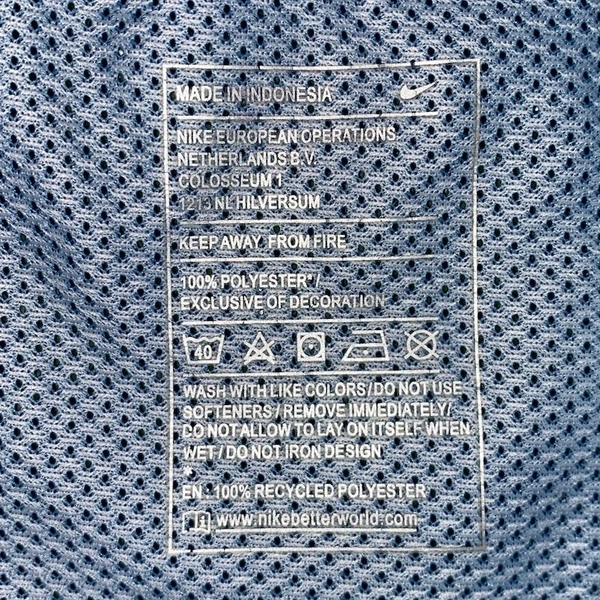 MADE IN INDONESIA
NIKE EUROPEAN OPERATIONS
NETHERLANDS B.V.
COLOSSEUM 1
1213 NL HILVERSUM
KEEP AWAY FROM FIRE
100% POLYESTER* /
EXCLUSIVE OF DECORATION
40
WASH WITH LIKE COLORS / DO NOT USE
SOFTENERS / REMOVE IMMEDIATELY/
DO NOT ALLOW TO LAY ON ITSELF WHEN
WET / DO NOT IRON DESIGN
*
EN : 100% RECYCLED POLYESTER
i www.nikebetterworld.com